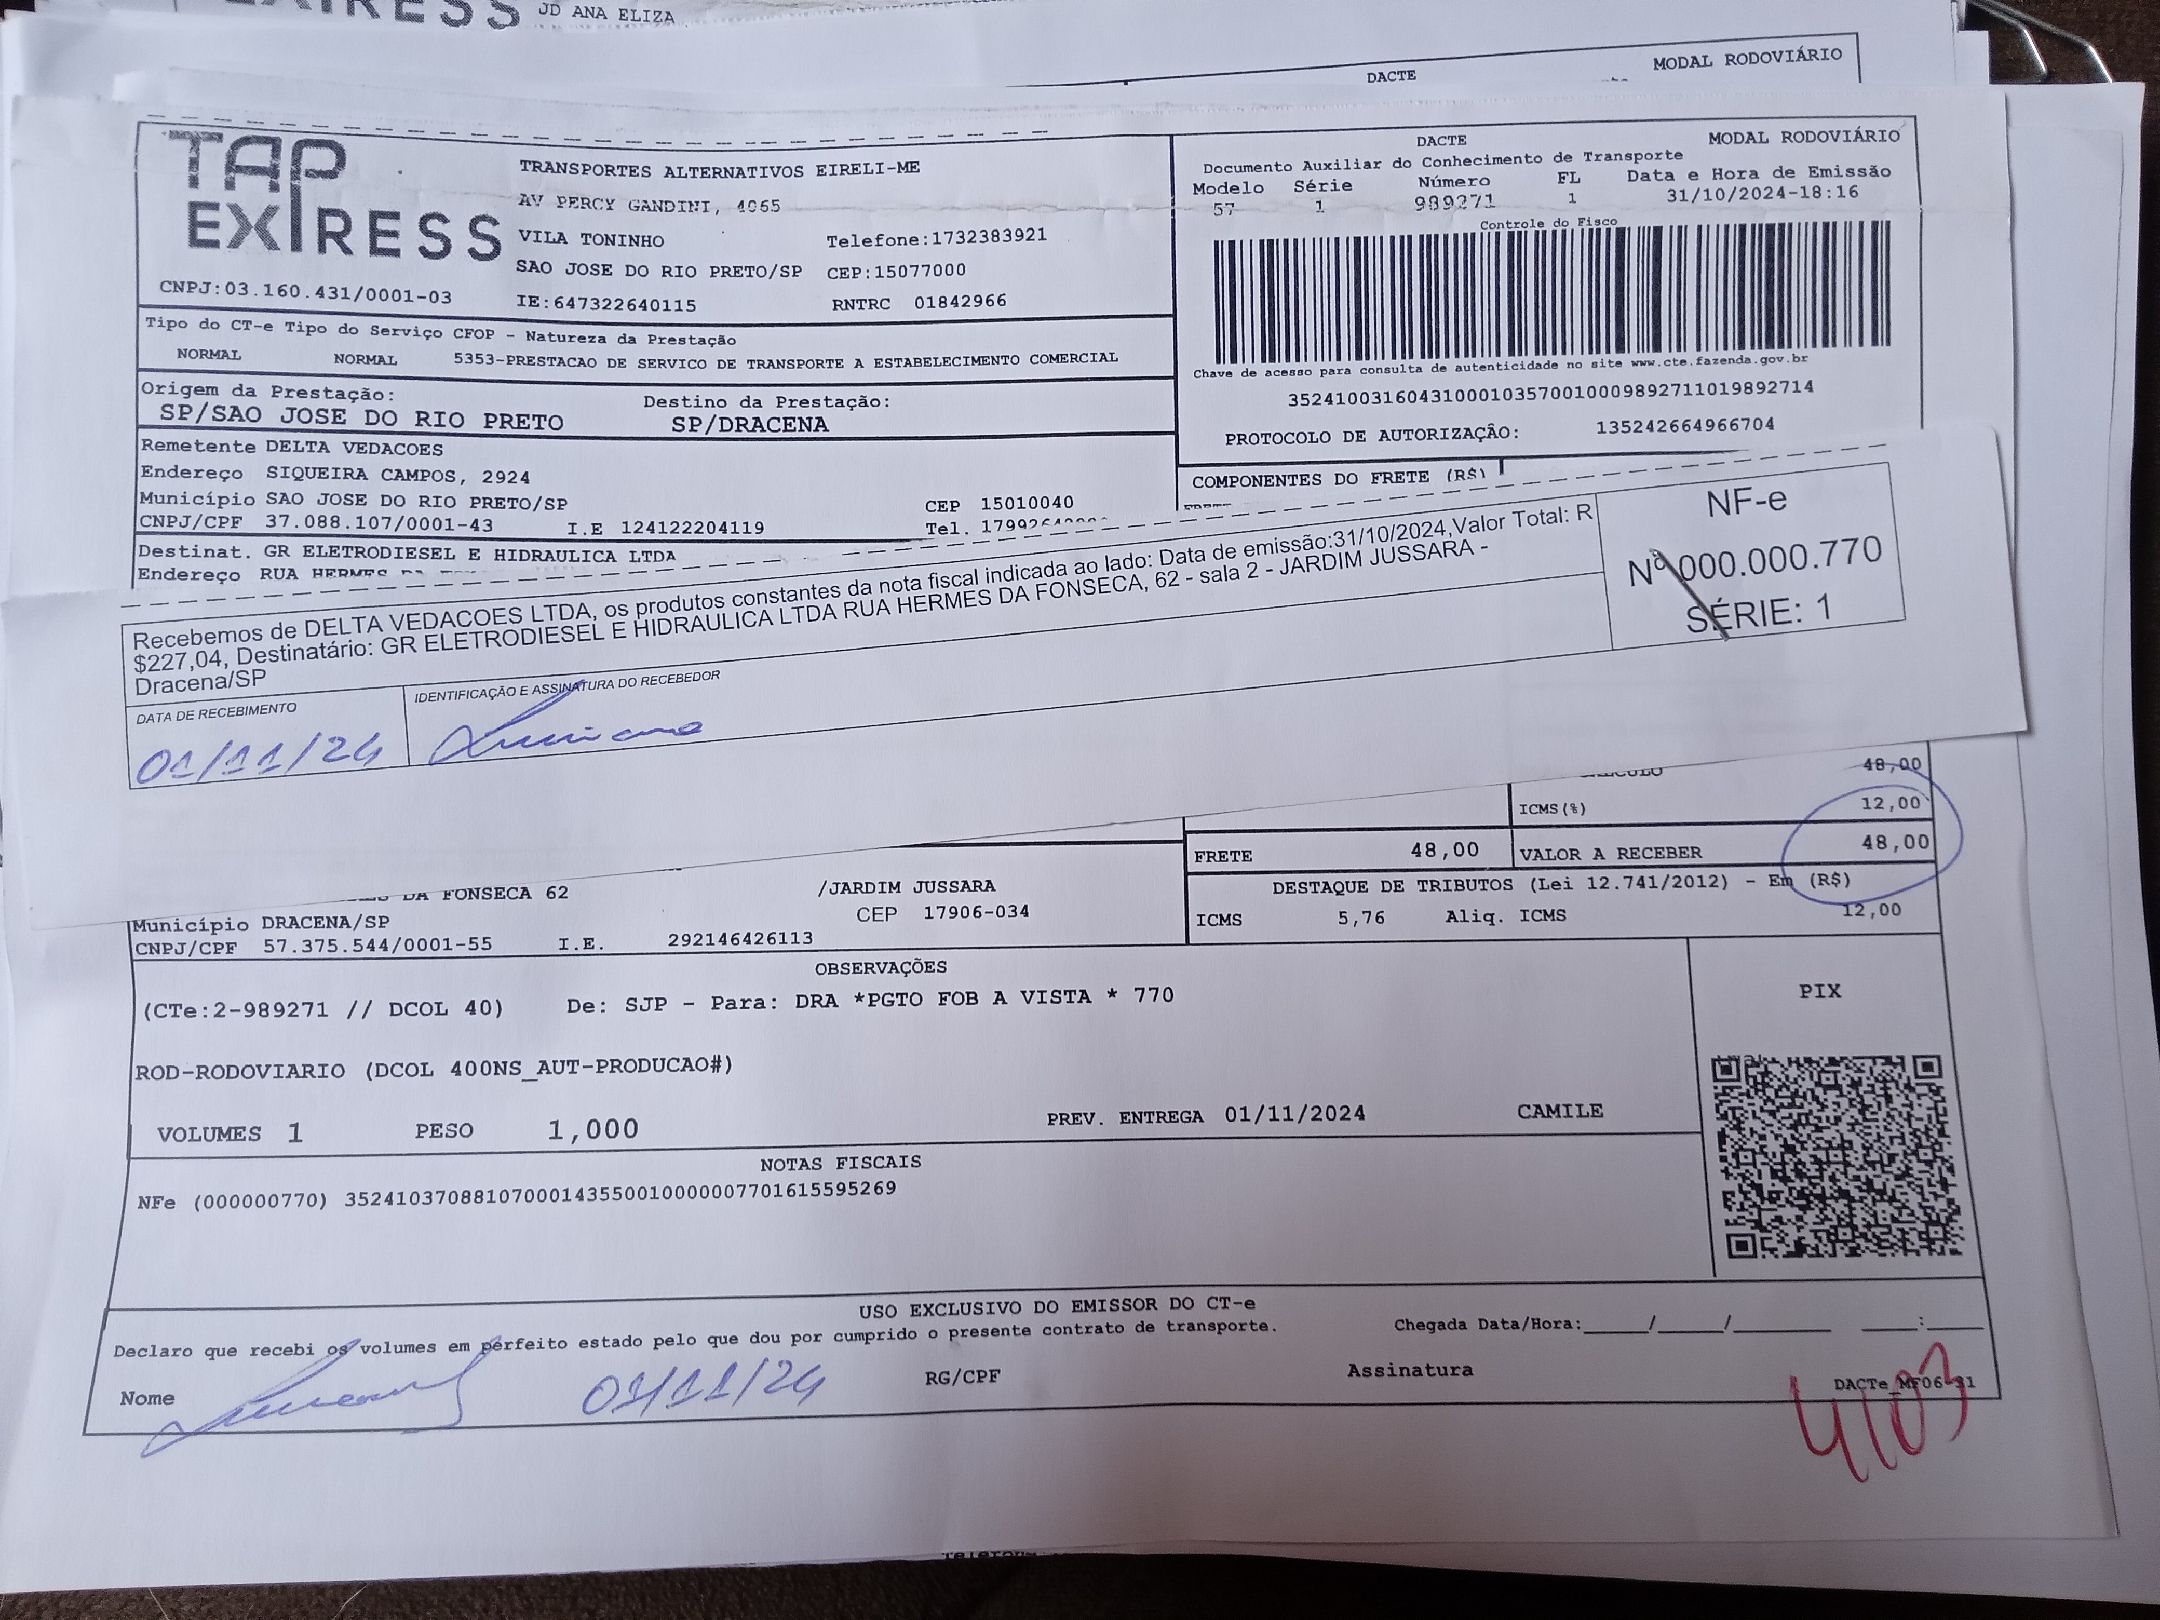 JD ANA ELIZA
DACTE
MODAL RODOVIÁRIO
TAP
EXPRESS
TRANSPORTES ALTERNATIVOS EIRELI-ME
AV PERCY GANDINI, 4065
VILA TONINHO Telefone:1732383921
SAO JOSE DO RIO PRETO/SP CEP:15077000
CNPJ:03.160.431/0001-03 IE:647322640115 RNTRC 01842966
DACTE MODAL RODOVIÁRIO
Documento Auxiliar do Conhecimento de Transporte
Modelo Série Número FL Data e Hora de Emissão
57 1 989271 1 31/10/2024-18:16
Controle do Fisco
Chave de acesso para consulta de autenticidade no site www.cte.fazenda.gov.br
35241003160431000103570010009892711019892714
PROTOCOLO DE AUTORIZAÇÃO: 135242664966704
Tipo do CT-e Tipo do Serviço CFOP - Natureza da Prestação
NORMAL NORMAL 5353-PRESTACAO DE SERVICO DE TRANSPORTE A ESTABELECIMENTO COMERCIAL
Origem da Prestação: Destino da Prestação:
SP/SAO JOSE DO RIO PRETO SP/DRACENA
Remetente DELTA VEDACOES
Endereço SIQUEIRA CAMPOS, 2924
Município SAO JOSE DO RIO PRETO/SP CEP 15010040
CNPJ/CPF 37.088.107/0001-43 I.E 124122204119 Tel.
COMPONENTES DO FRETE (R$)
Destinat. GR ELETRODIESEL E HIDRAULICA LTDA
Endereço RUA HERMES
Recebemos de DELTA VEDACOES LTDA, os produtos constantes da nota fiscal indicada ao lado: Data de emissão:31/10/2024,Valor Total: R
$227,04, Destinatário: GR ELETRODIESEL E HIDRAULICA LTDA RUA HERMES DA FONSECA, 62 - sala 2 - JARDIM JUSSARA -
Dracena/SP
NF-e
Nº 000.000.770
SÉRIE: 1
DATA DE RECEBIMENTO IDENTIFICAÇÃO E ASSINATURA DO RECEBEDOR
01/11/24
48,00
ICMS(%) 12,00
FRETE 48,00 VALOR A RECEBER 48,00
DESTAQUE DE TRIBUTOS (Lei 12.741/2012) - Em (R$)
ICMS 5,76 Aliq. ICMS 12,00
DA FONSECA 62 /JARDIM JUSSARA
Município DRACENA/SP CEP 17906-034
CNPJ/CPF 57.375.544/0001-55 I.E. 292146426113
OBSERVAÇÕES
(CTe:2-989271 // DCOL 40) De: SJP - Para: DRA *PGTO FOB A VISTA * 770
PIX
ROD-RODOVIARIO (DCOL 400NS_AUT-PRODUCAO#)
VOLUMES 1 PESO 1,000 PREV. ENTREGA 01/11/2024 CAMILE
NOTAS FISCAIS
NFe (000000770) 35241037088107000143550010000007701615595269
USO EXCLUSIVO DO EMISSOR DO CT-e
Declaro que recebi os volumes em perfeito estado pelo que dou por cumprido o presente contrato de transporte. Chegada Data/Hora:_____/_____/_______ ____:____
Nome 01/11/24 RG/CPF Assinatura
DACTe_MF06-31
4103